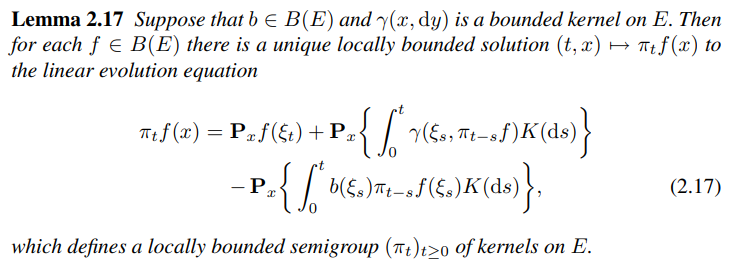 Lemma 2.17 Suppose that b ∈ B(E) and γ(x, dy) is a bounded kernel on E. Then
for each f ∈ B(E) there is a unique locally bounded solution (t, x) ↦ π_t f(x) to
the linear evolution equation
π_t f(x) = P_x f(ξ_t) + P_x{ ∫_0^t γ(ξ_s, π_{t−s} f)K(ds) }
− P_x{ ∫_0^t b(ξ_s)π_{t−s} f(ξ_s)K(ds) }, (2.17)
which defines a locally bounded semigroup (π_t)_{t≥0} of kernels on E.